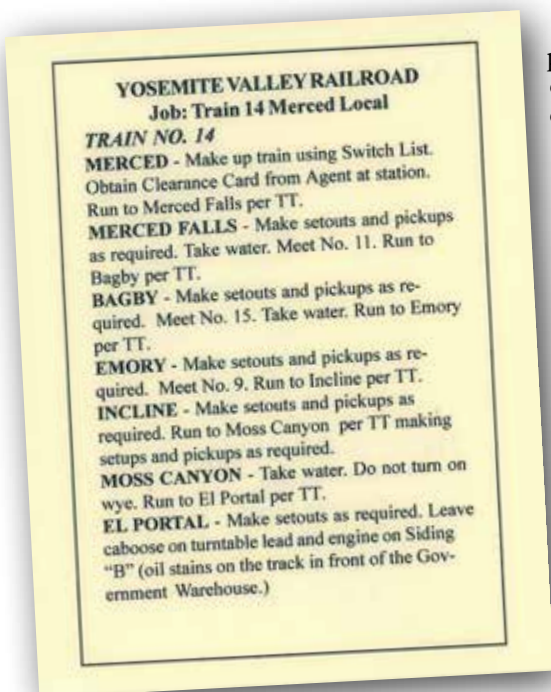 YOSEMITE VALLEY RAILROAD
Job: Train 14 Merced Local
TRAIN NO. 14
MERCED - Make up train using Switch List.
Obtain Clearance Card from Agent at station.
Run to Merced Falls per TT.
MERCED FALLS - Make setouts and pickups
as required. Take water. Meet No. 11. Run to
Bagby per TT.
BAGBY - Make setouts and pickups as re-
quired. Meet No. 15. Take water. Run to Emory
per TT.
EMORY - Make setouts and pickups as re-
quired. Meet No. 9. Run to Incline per TT.
INCLINE - Make setouts and pickups as
required. Run to Moss Canyon per TT making
setups and pickups as required.
MOSS CANYON - Take water. Do not turn on
wye. Run to El Portal per TT.
EL PORTAL - Make setouts as required. Leave
caboose on turntable lead and engine on Siding
“B” (oil stains on the track in front of the Gov-
ernment Warehouse.)